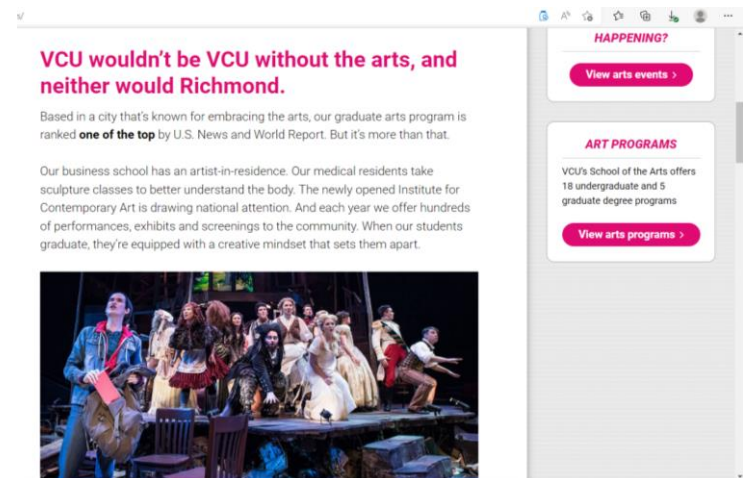 s/
HAPPENING?
View arts events >
VCU wouldn't be VCU without the arts, and
neither would Richmond.
Based in a city that's known for embracing the arts, our graduate arts program is
ranked one of the top by U.S. News and World Report. But it's more than that.
Our business school has an artist-in-residence. Our medical residents take
sculpture classes to better understand the body. The newly opened Institute for
Contemporary Art is drawing national attention. And each year we offer hundreds
of performances, exhibits and screenings to the community. When our students
graduate, they're equipped with a creative mindset that sets them apart.
ART PROGRAMS
VCU's School of the Arts offers
18 undergraduate and 5
graduate degree programs
View arts programs >